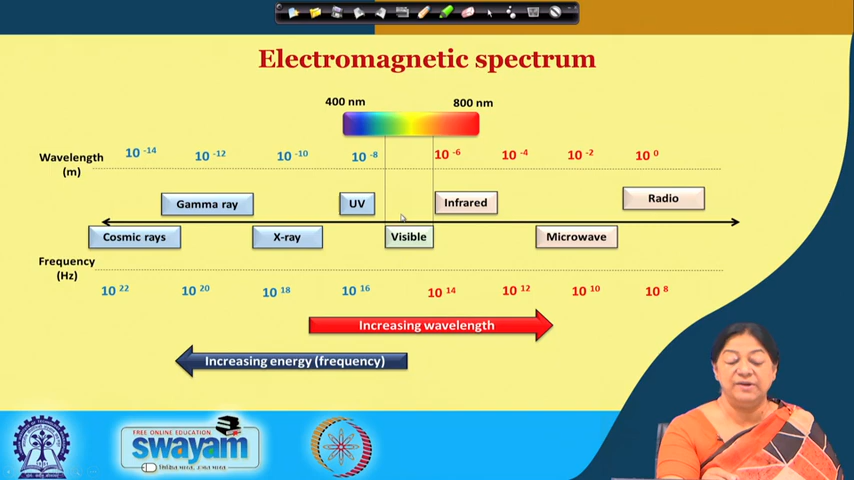 Electromagnetic spectrum
400 nm 800 nm
Wavelength (m) 10 -14 10 -12 10 -10 10 -8 10 -6 10 -4 10 -2 10 0
Gamma ray UV Infrared Radio
Cosmic rays X-ray Visible Microwave
Frequency (Hz) 10 22 10 20 10 18 10 16 10 14 10 12 10 10 10 8
Increasing wavelength
Increasing energy (frequency)
FREE ONLINE EDUCATION
swayam